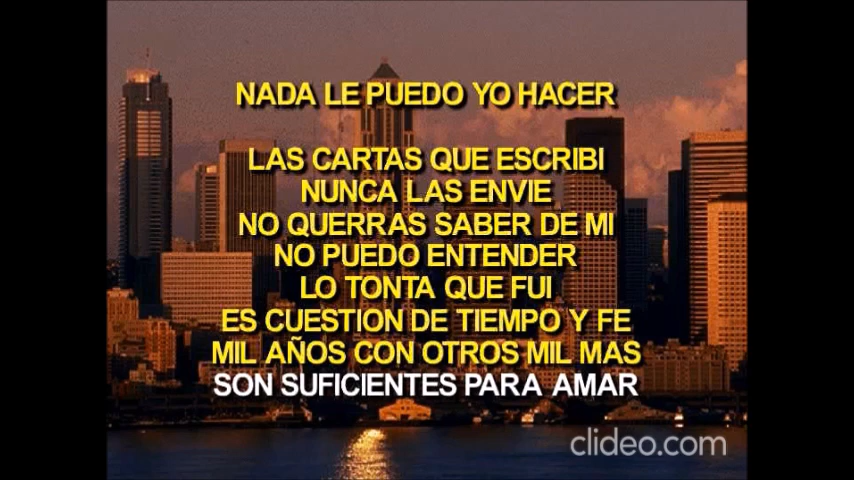 NADA LE PUEDO YO HACER
LAS CARTAS QUE ESCRIBI
NUNCA LAS ENVIE
NO QUERRAS SABER DE MI
NO PUEDO ENTENDER
LO TONTA QUE FUI
ES CUESTION DE TIEMPO Y FE
MIL AÑOS CON OTROS MIL MAS
SON SUFICIENTES PARA AMAR
clideo.com